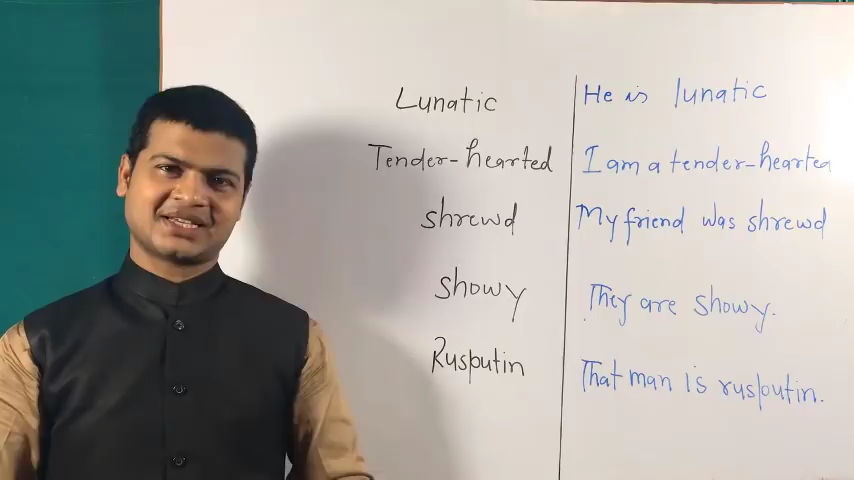 Lunatic He is lunatic
Tender-hearted I am a tender-hearted
shrewd My friend was shrewd
showy They are showy.
Rusputin That man is rusputin.